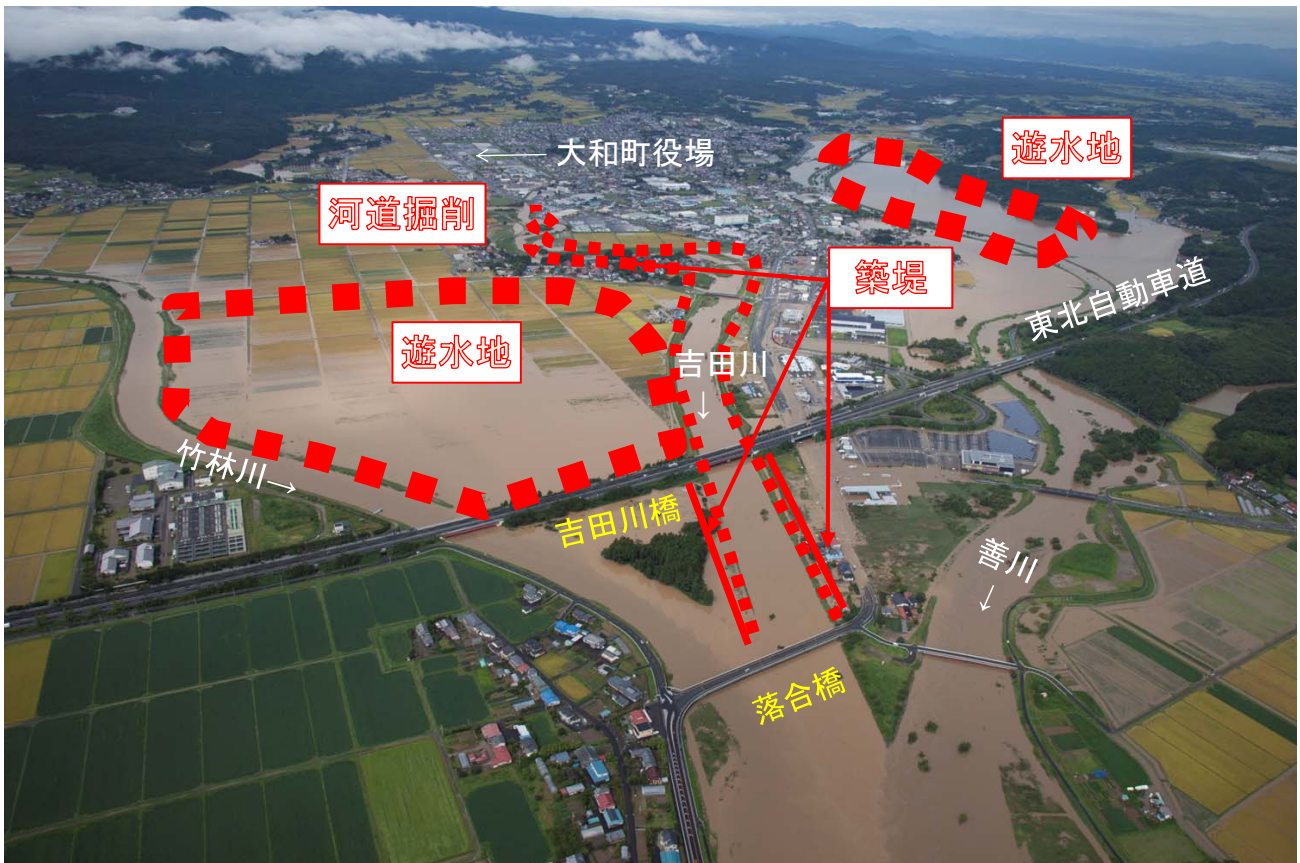 ←── 大和町役場
遊水地
河道掘削
築堤
東北自動車道
遊水地
吉田川
↓
竹林川→
吉田川橋
善川
↓
落合橋